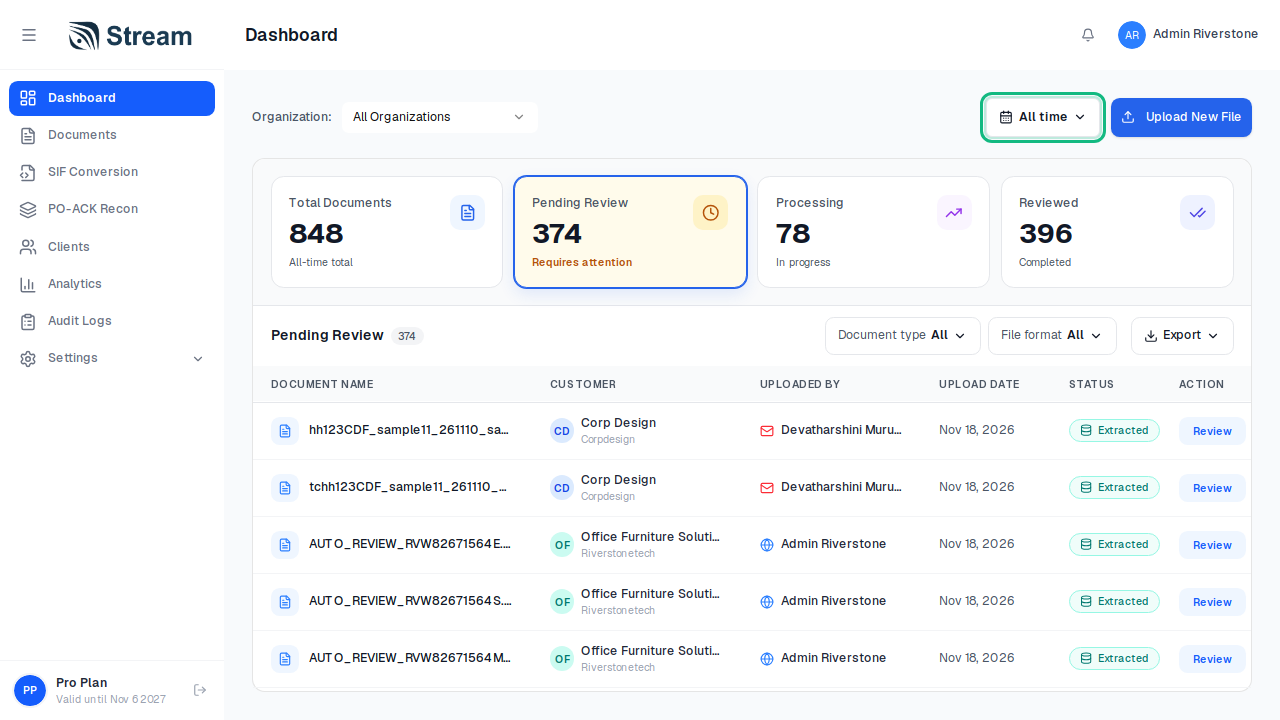 Stream
Dashboard
AR
Admin Riverstone
Dashboard
Documents
SIF Conversion
PO-ACK Recon
Clients
Analytics
Audit Logs
Settings
PP
Pro Plan
Valid until Nov 6 2027
Organization:
All Organizations
All time
Upload New File
Total Documents
848
All-time total
Pending Review
374
Requires attention
Processing
78
In progress
Reviewed
396
Completed
Pending Review 374
Document type All
File format All
Export
DOCUMENT NAME CUSTOMER UPLOADED BY UPLOAD DATE STATUS ACTION
hh123CDF_sample11_261110_sa... CD Corp Design Devatharshini Muru... Nov 18, 2026 Extracted Review
Corpdesign
tchh123CDF_sample11_261110_... CD Corp Design Devatharshini Muru... Nov 18, 2026 Extracted Review
Corpdesign
AUTO_REVIEW_RVW82671564E.... OF Office Furniture Soluti... Admin Riverstone Nov 18, 2026 Extracted Review
Riverstonetech
AUTO_REVIEW_RVW82671564S.... OF Office Furniture Soluti... Admin Riverstone Nov 18, 2026 Extracted Review
Riverstonetech
AUTO_REVIEW_RVW82671564M... OF Office Furniture Soluti... Admin Riverstone Nov 18, 2026 Extracted Review
Riverstonetech